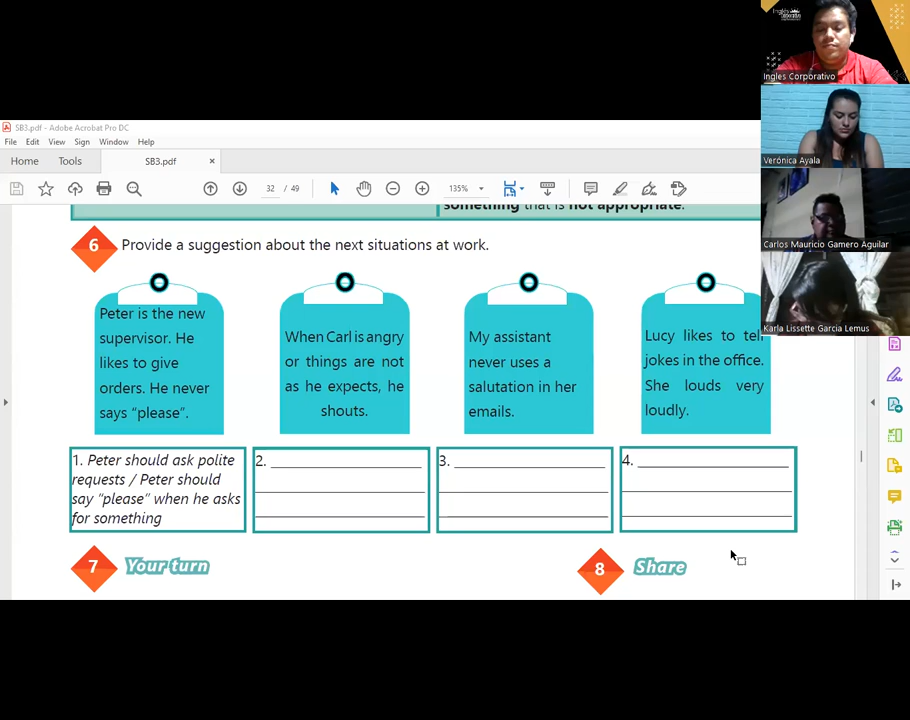 Inglés
Corporativo
Ingles Corporativo
SB3.pdf - Adobe Acrobat Pro DC
File Edit View Sign Window Help
Verónica Ayala
Home Tools SB3.pdf ×
32 / 49 135%
something that is not appropriate.
Carlos Mauricio Gamero Aguilar
6 Provide a suggestion about the next situations at work.
Karla Lissette Garcia Lemus
Peter is the new
supervisor. He
likes to give
orders. He never
says "please".
When Carl is angry
or things are not
as he expects, he
shouts.
My assistant
never uses a
salutation in her
emails.
Lucy likes to tell
jokes in the office.
She louds very
loudly.
1. Peter should ask polite
requests / Peter should
say "please" when he asks
for something
2.
3.
4.
7 Your turn
8 Share